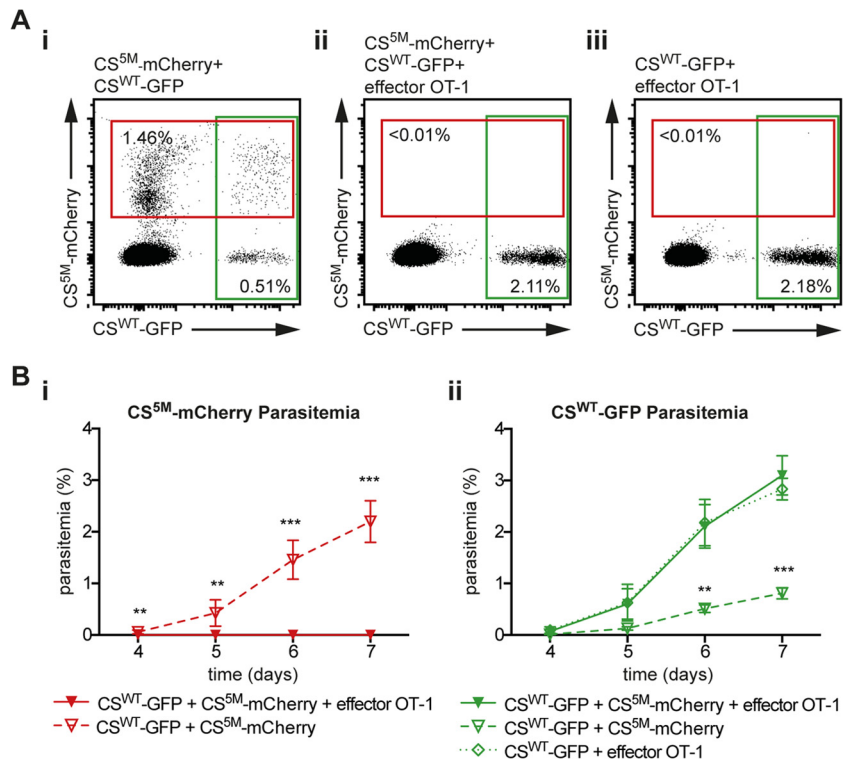 A
i
CS5M-mCherry+
CSWT-GFP
1.46%
0.51%
CS5M-mCherry
CSWT-GFP
ii
CS5M-mCherry+
CSWT-GFP+
effector OT-1
<0.01%
2.11%
CS5M-mCherry
CSWT-GFP
iii
CSWT-GFP+
effector OT-1
<0.01%
2.18%
CS5M-mCherry
CSWT-GFP
B
i
CS5M-mCherry Parasitemia
parasitemia (%)
4
3
2
1
0
** ** *** ***
4 5 6 7
time (days)
CSWT-GFP + CS5M-mCherry + effector OT-1
CSWT-GFP + CS5M-mCherry
ii
CSWT-GFP Parasitemia
parasitemia (%)
4
3
2
1
0
** ***
4 5 6 7
time (days)
CSWT-GFP + CS5M-mCherry + effector OT-1
CSWT-GFP + CS5M-mCherry
CSWT-GFP + effector OT-1